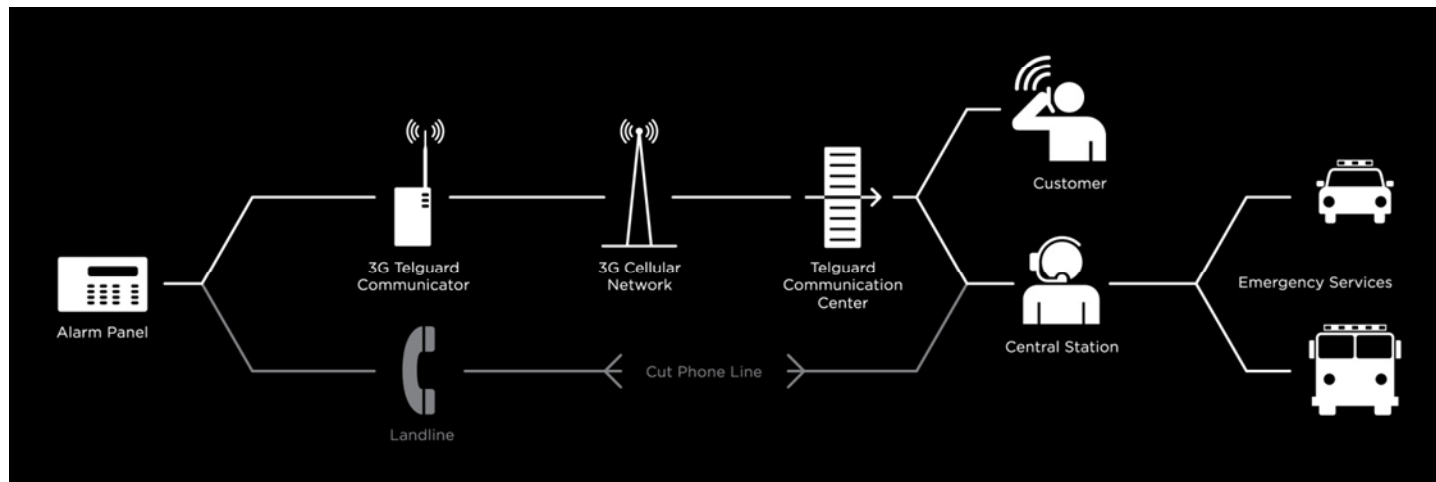 Alarm Panel
3G Telguard
Communicator
3G Cellular
Network
Telguard
Communication
Center
Customer
Central Station
Emergency Services
Landline
Cut Phone Line